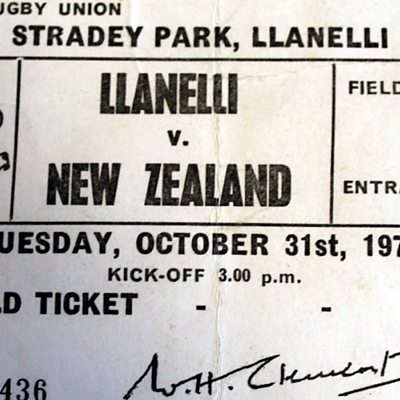 UGBY UNION
STRADEY PARK, LLANELLI
LLANELLI
v.
NEW ZEALAND
FIELD
ENTRA
UESDAY, OCTOBER 31st, 197
KICK-OFF 3.00 p.m.
LD TICKET - -
436